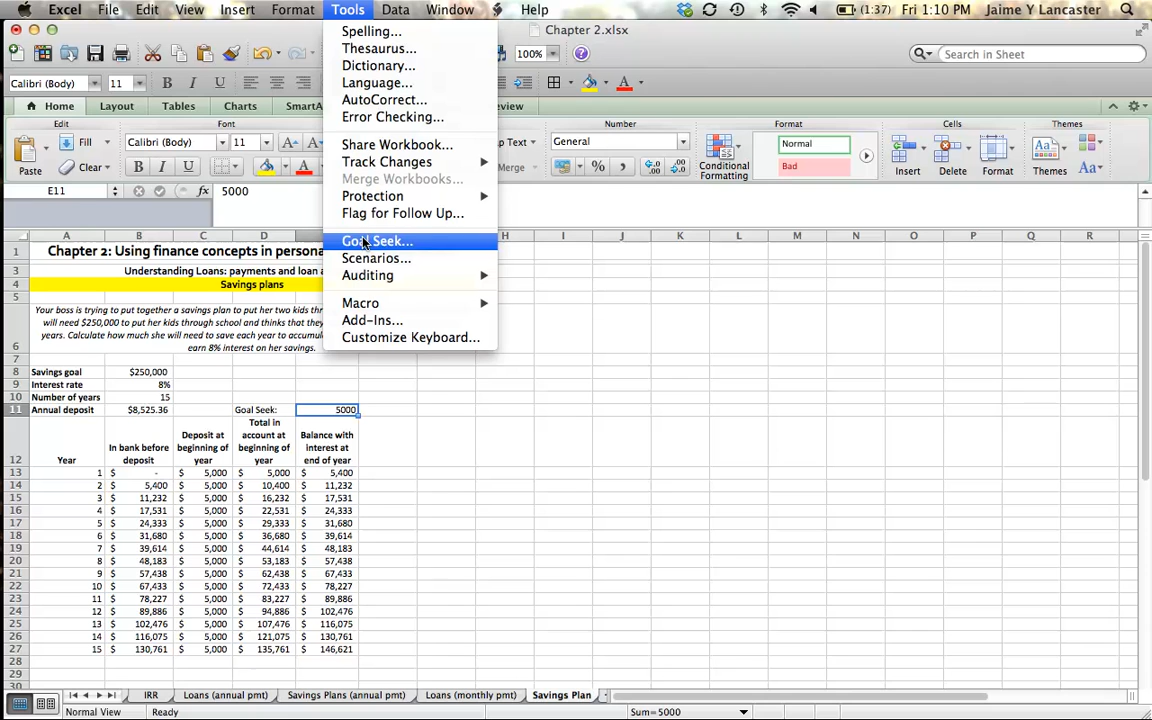 Excel File Edit View Insert Format Tools Data Window Help (1:37) Fri 1:10 PM Jaime Y Lancaster
Chapter 2.xlsx
100% Search in Sheet
Calibri (Body) 11
Home Layout Tables Charts SmartA
Edit Font Number Format Cells Themes
Paste Fill Clear Calibri (Body) 11 General Conditional Formatting Normal Bad Insert Delete Format Themes
Merge
E11 fx 5000
Spelling...
Thesaurus...
Dictionary...
Language...
AutoCorrect...
Error Checking...
Share Workbook...
Track Changes
Merge Workbooks...
Protection
Flag for Follow Up...
Goal Seek...
Scenarios...
Auditing
Macro
Add-Ins...
Customize Keyboard...
A B C D H I J K L M N O P Q R
1 Chapter 2: Using finance concepts in persona
3 Understanding Loans: payments and loan a
4 Savings plans
5
6 Your boss is trying to put together a savings plan to put her two kids thro
will need $250,000 to put her kids through school and thinks that they
years. Calculate how much she will need to save each year to accumula
earn 8% interest on her savings.
7
8 Savings goal $250,000
9 Interest rate 8%
10 Number of years 15
11 Annual deposit $8,525.36 Goal Seek: 5000
12 Year In bank before deposit Deposit at beginning of year Total in account at beginning of year Balance with interest at end of year
13 1 $ - $ 5,000 $ 5,000 $ 5,400
14 2 $ 5,400 $ 5,000 $ 10,400 $ 11,232
15 3 $ 11,232 $ 5,000 $ 16,232 $ 17,531
16 4 $ 17,531 $ 5,000 $ 22,531 $ 24,333
17 5 $ 24,333 $ 5,000 $ 29,333 $ 31,680
18 6 $ 31,680 $ 5,000 $ 36,680 $ 39,614
19 7 $ 39,614 $ 5,000 $ 44,614 $ 48,183
20 8 $ 48,183 $ 5,000 $ 53,183 $ 57,438
21 9 $ 57,438 $ 5,000 $ 62,438 $ 67,433
22 10 $ 67,433 $ 5,000 $ 72,433 $ 78,227
23 11 $ 78,227 $ 5,000 $ 83,227 $ 89,886
24 12 $ 89,886 $ 5,000 $ 94,886 $ 102,476
25 13 $ 102,476 $ 5,000 $ 107,476 $ 116,075
26 14 $ 116,075 $ 5,000 $ 121,075 $ 130,761
27 15 $ 130,761 $ 5,000 $ 135,761 $ 146,621
28
29
30
IRR Loans (annual pmt) Savings Plans (annual pmt) Loans (monthly pmt) Savings Plan
Normal View Ready Sum=5000